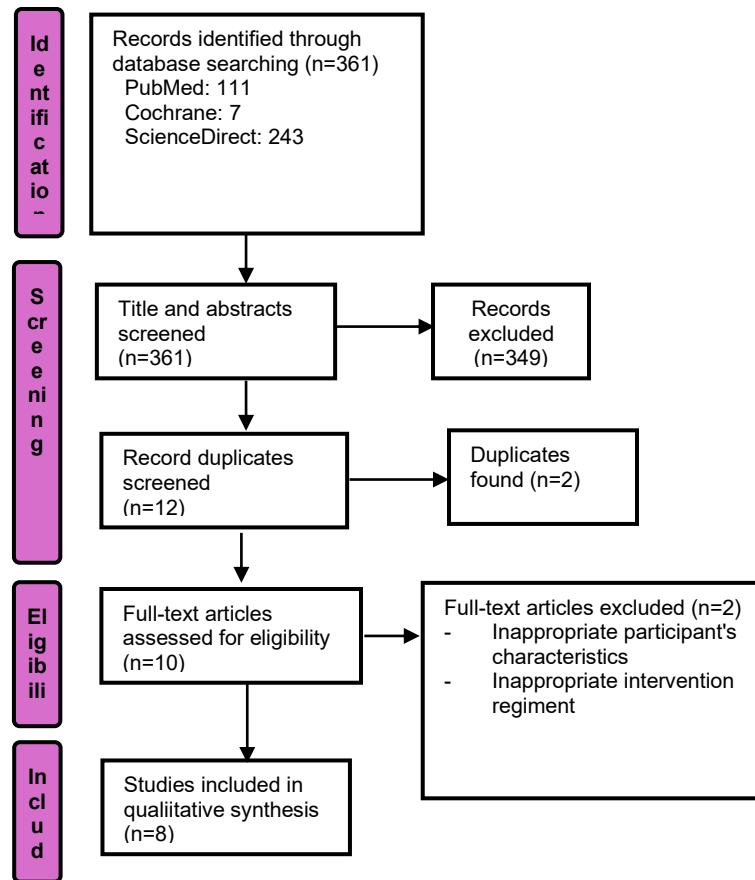 Id
e
nt
ifi
c
at
io
Records identified through
database searching (n=361)
PubMed: 111
Cochrane: 7
ScienceDirect: 243
S
cr
e
e
ni
n
g
Title and abstracts
screened
(n=361)
Records
excluded
(n=349)
Record duplicates
screened
(n=12)
Duplicates
found (n=2)
El
ig
ib
ili
Full-text articles
assessed for eligibility
(n=10)
Full-text articles excluded (n=2)
- Inappropriate participant's
characteristics
- Inappropriate intervention
regiment
In
cl
ud
Studies included in
qualiitative synthesis
(n=8)